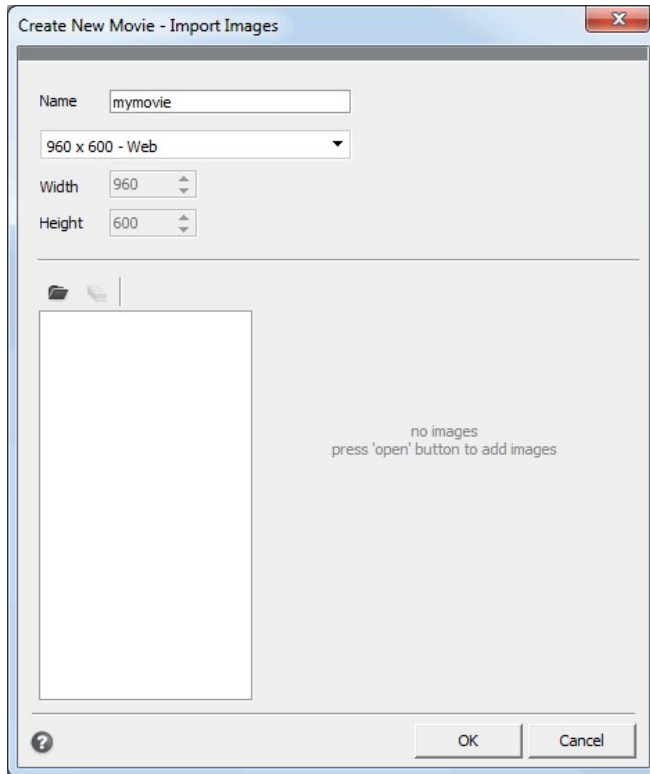 Create New Movie - Import Images
Name mymovie
960 x 600 - Web
Width 960
Height 600
no images
press 'open' button to add images
OK Cancel